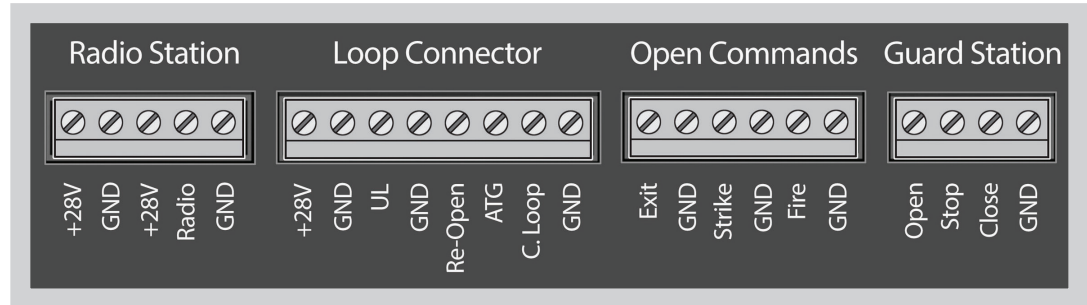 Radio Station
+28V
GND
+28V
Radio
GND
Loop Connector
+28V
GND
UL
GND
Re-Open
ATG
C. Loop
GND
Open Commands
Exit
GND
Strike
GND
Fire
GND
Guard Station
Open
Stop
Close
GND